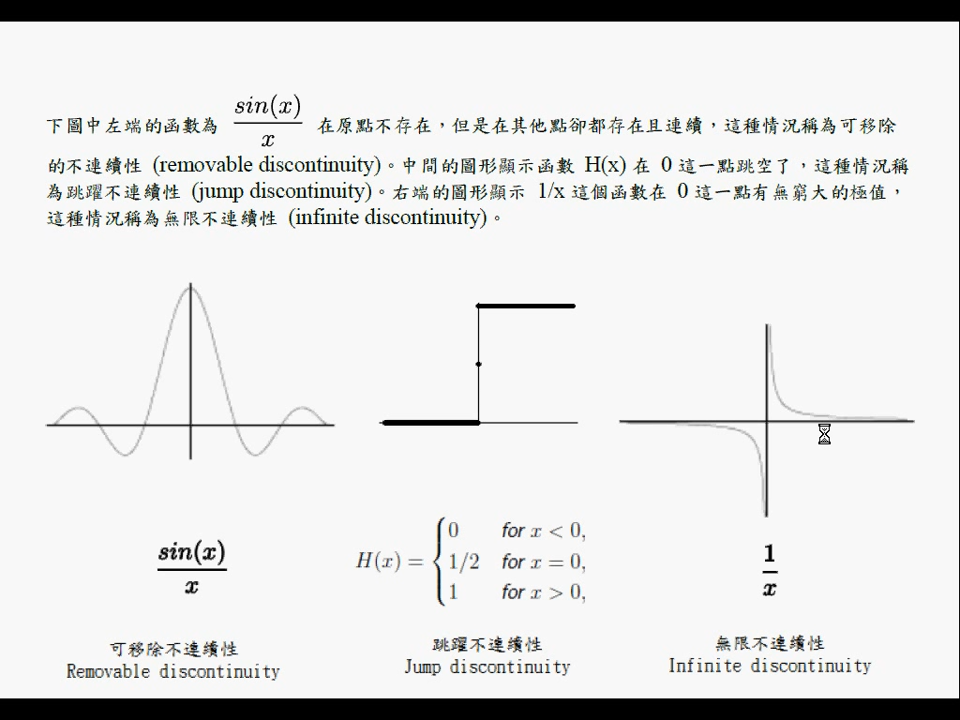 下圖中左端的函數為 sin(x)/x 在原點不存在，但是在其他點卻都存在且連續，這種情況稱為可移除
的不連續性 (removable discontinuity)。中間的圖形顯示函數 H(x) 在 0 這一點跳空了，這種情況稱
為跳躍不連續性 (jump discontinuity)。右端的圖形顯示 1/x 這個函數在 0 這一點有無窮大的極值，
這種情況稱為無限不連續性 (infinite discontinuity)。
sin(x)/x
H(x) = { 0 for x < 0,
1/2 for x = 0,
1 for x > 0,
1/x
可移除不連續性
Removable discontinuity
跳躍不連續性
Jump discontinuity
無限不連續性
Infinite discontinuity